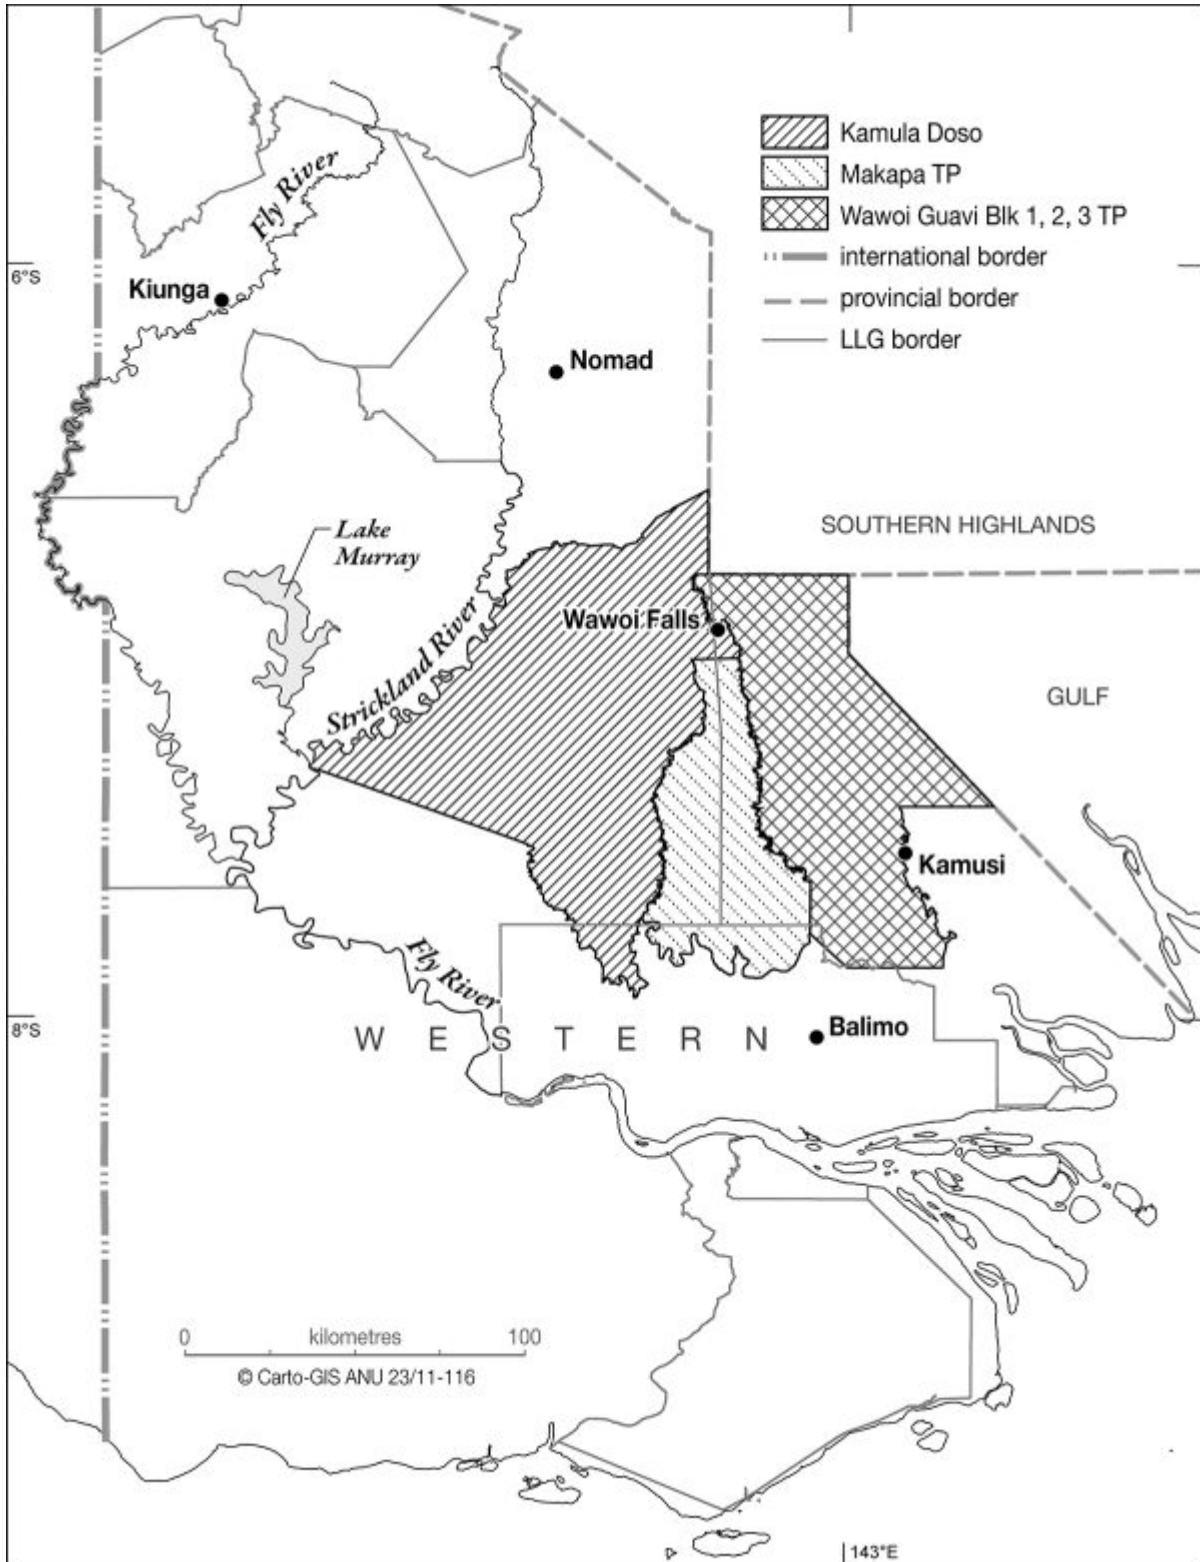 Kamula Doso
Makapa TP
Wawoi Guavi Blk 1, 2, 3 TP
international border
provincial border
LLG border
Fly River
6°S
Kiunga
Nomad
SOUTHERN HIGHLANDS
Lake
Murray
Wawoi Falls
Strickland River
GULF
Kamusi
Fly River
8°S
WESTERN
Balimo
0 kilometres 100
© Carto-GIS ANU 23/11-116
143°E